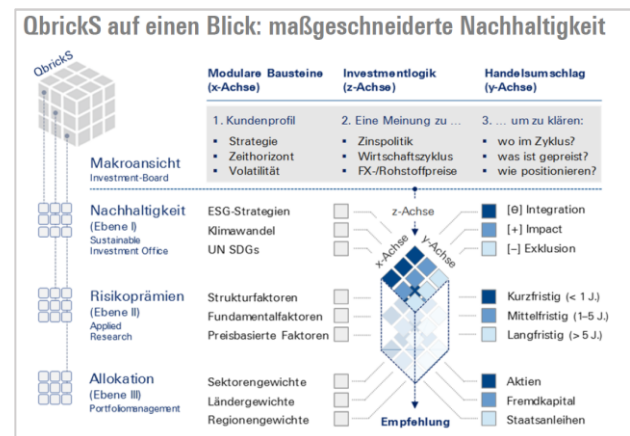 QbrickS auf einen Blick: maßgeschneiderte Nachhaltigkeit
QbrickS
Modulare Bausteine
(x-Achse)
Investmentlogik
(z-Achse)
Handelsumschlag
(y-Achse)
1. Kundenprofil
▪ Strategie
▪ Zeithorizont
▪ Volatilität
2. Eine Meinung zu ...
▪ Zinspolitik
▪ Wirtschaftszyklus
▪ FX-/Rohstoffpreise
3. ... um zu klären:
▪ wo im Zyklus?
▪ was ist gepreist?
▪ wie positionieren?
Makroansicht
Investment-Board
Nachhaltigkeit
(Ebene I)
Sustainable
Investment Office
ESG-Strategien
Klimawandel
UN SDGs
z-Achse
x-Achse
y-Achse
[θ] Integration
[+] Impact
[–] Exklusion
Risikoprämien
(Ebene II)
Applied
Research
Strukturfaktoren
Fundamentalfaktoren
Preisbasierte Faktoren
Kurzfristig (< 1 J.)
Mittelfristig (1–5 J.)
Langfristig (> 5 J.)
Allokation
(Ebene III)
Portfoliomanagement
Sektorengewichte
Ländergewichte
Regionengewichte
Empfehlung
Aktien
Fremdkapital
Staatsanleihen